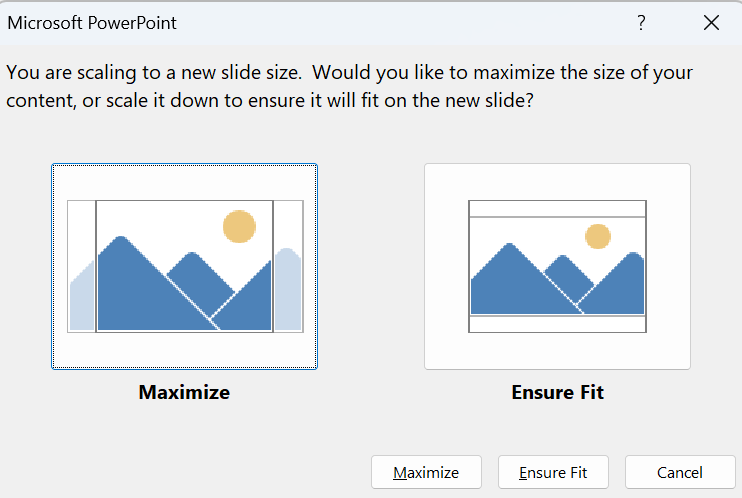 Microsoft PowerPoint ? ×
You are scaling to a new slide size.  Would you like to maximize the size of your
content, or scale it down to ensure it will fit on the new slide?
Maximize
Ensure Fit
Maximize
Ensure Fit
Cancel